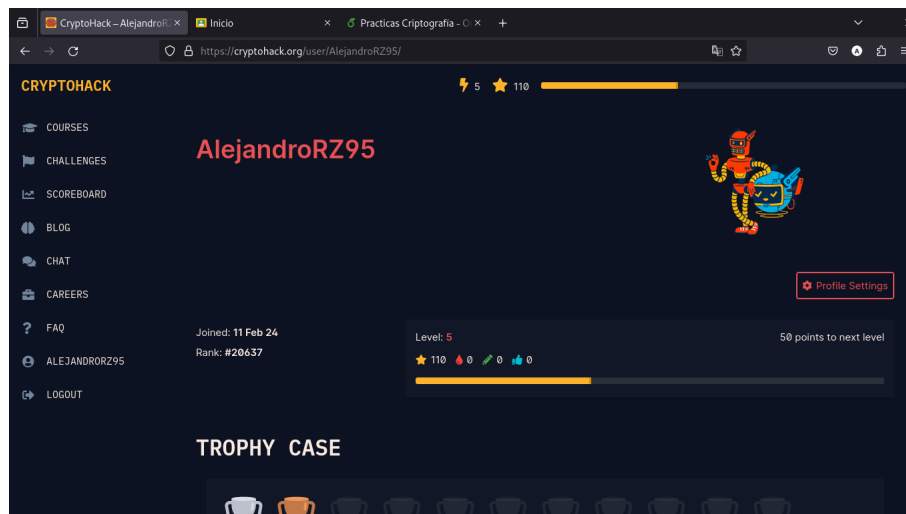 CryptoHack – AlejandroRZ
Inicio
Practicas Criptografía - O
https://cryptohack.org/user/AlejandroRZ95/
CRYPTOHACK
5 110
COURSES
CHALLENGES
SCOREBOARD
BLOG
CHAT
CAREERS
FAQ
ALEJANDRORZ95
LOGOUT
AlejandroRZ95
Profile Settings
Joined: 11 Feb 24
Rank: #20637
Level: 5
50 points to next level
110 0 0 0
TROPHY CASE